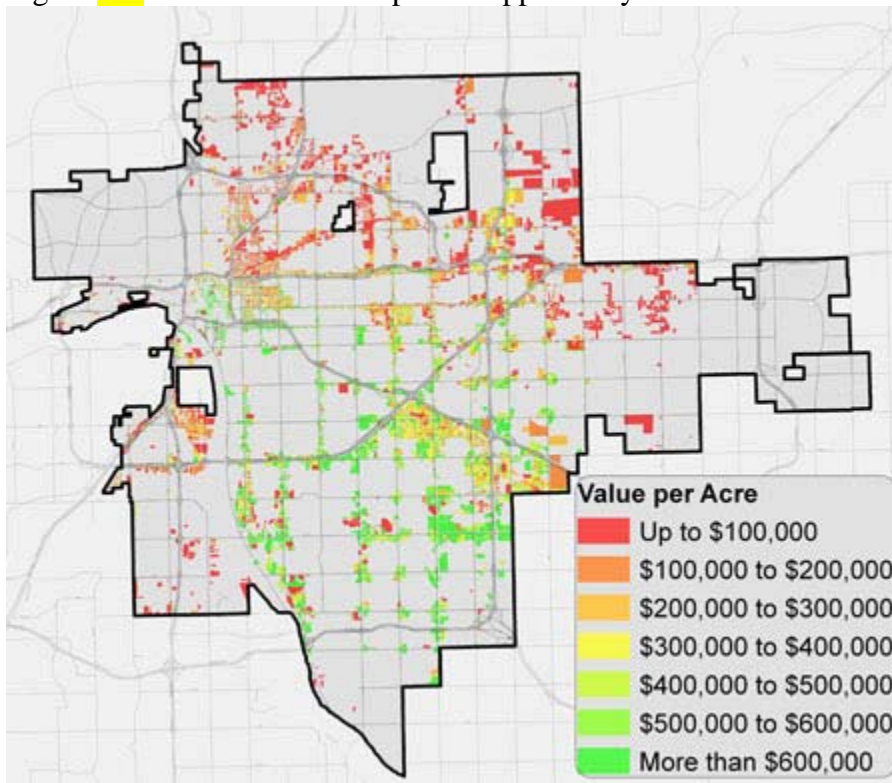 Value per Acre
Up to $100,000
$100,000 to $200,000
$200,000 to $300,000
$300,000 to $400,000
$400,000 to $500,000
$500,000 to $600,000
More than $600,000